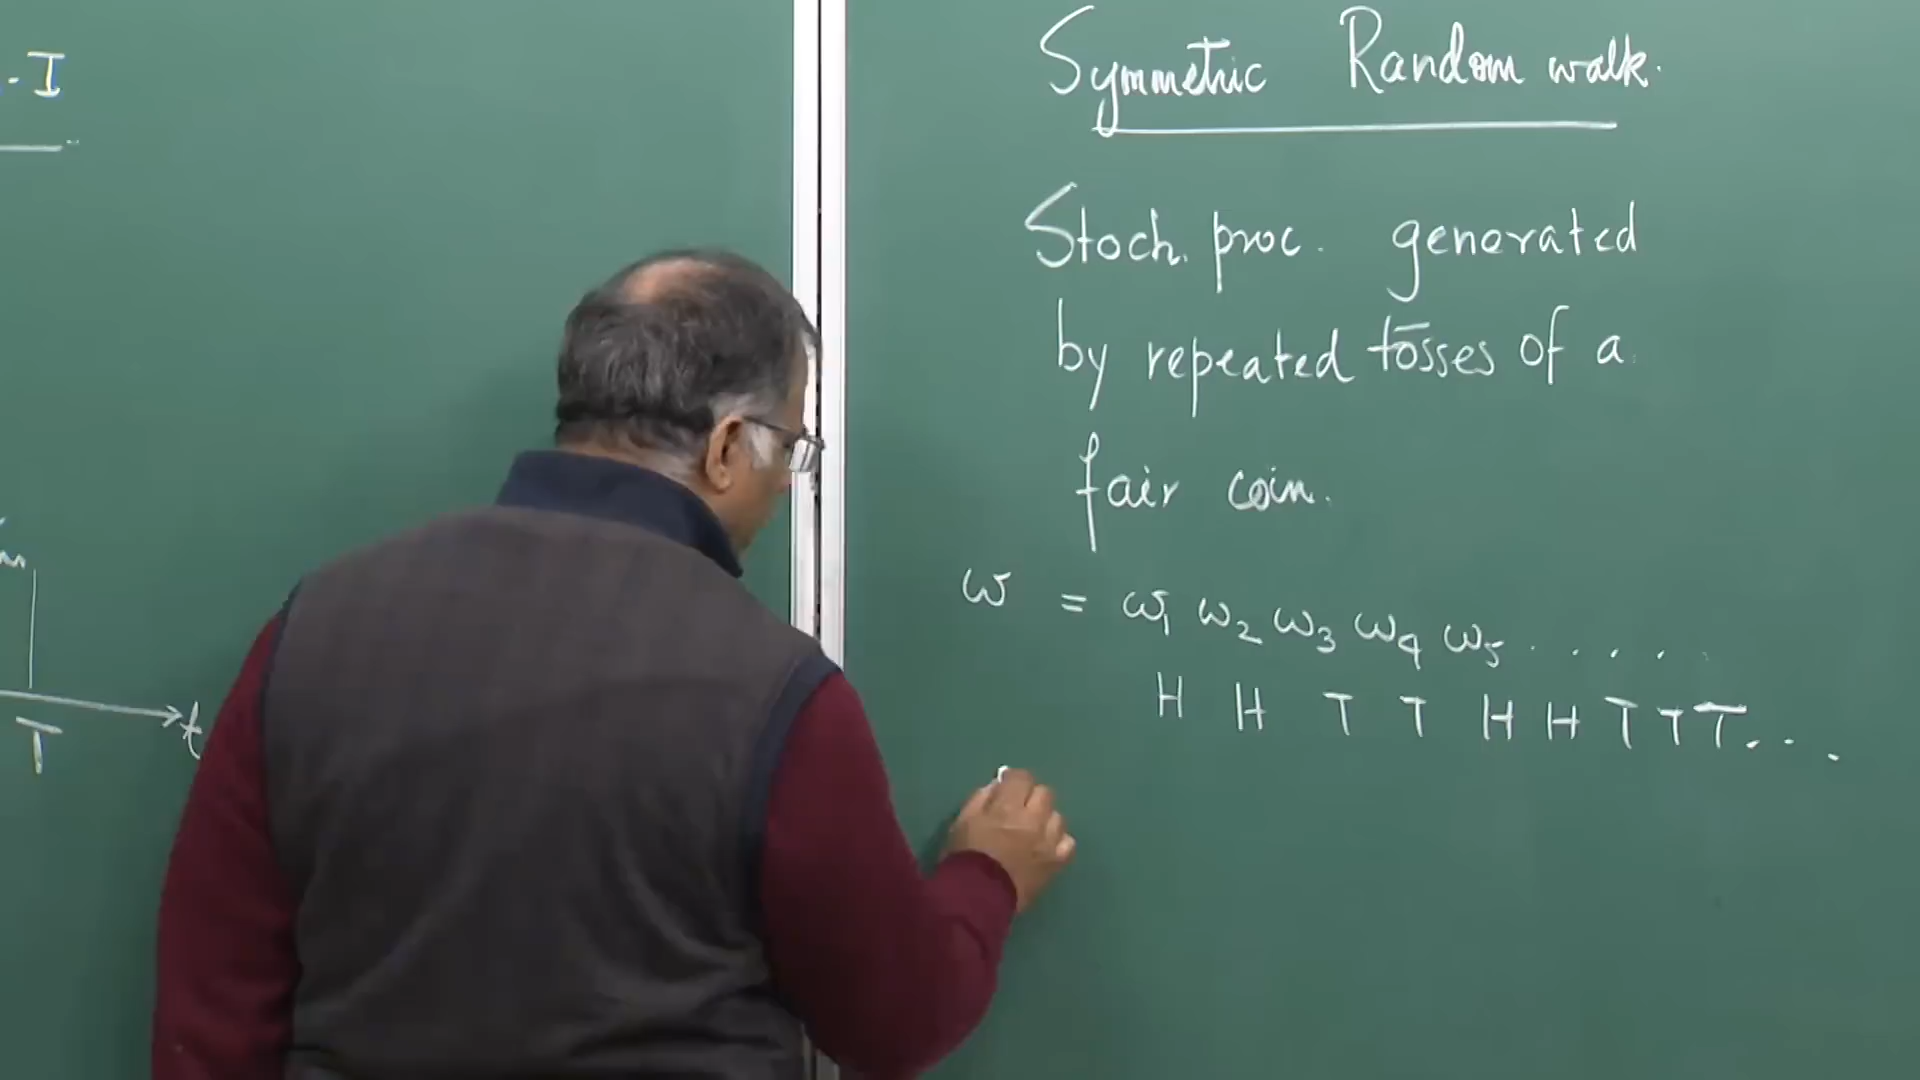 - I
T
t
Symmetric Random walk.
Stoch. proc. generated
by repeated tosses of a
fair coin.
ω = ω₁ ω₂ ω₃ ω₄ ω₅ . . . . .
H H T T H H T T T . . .